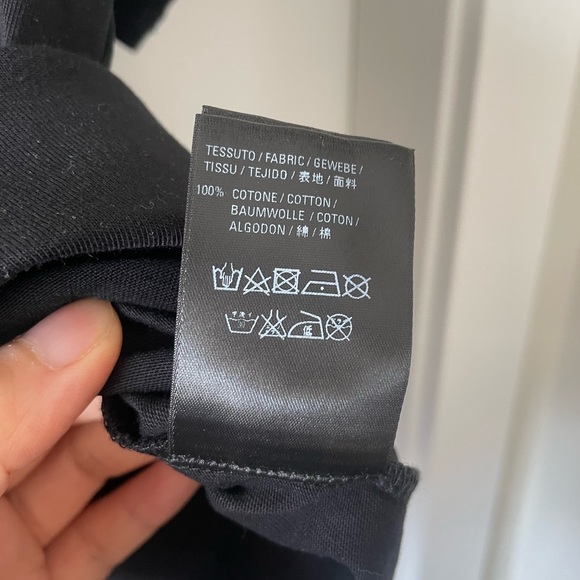 TESSUTO / FABRIC / GEWEBE /
TISSU / TEJIDO / 表地 / 面料
100% COTONE / COTTON /
BAUMWOLLE / COTON /
ALGODON / 綿 / 棉